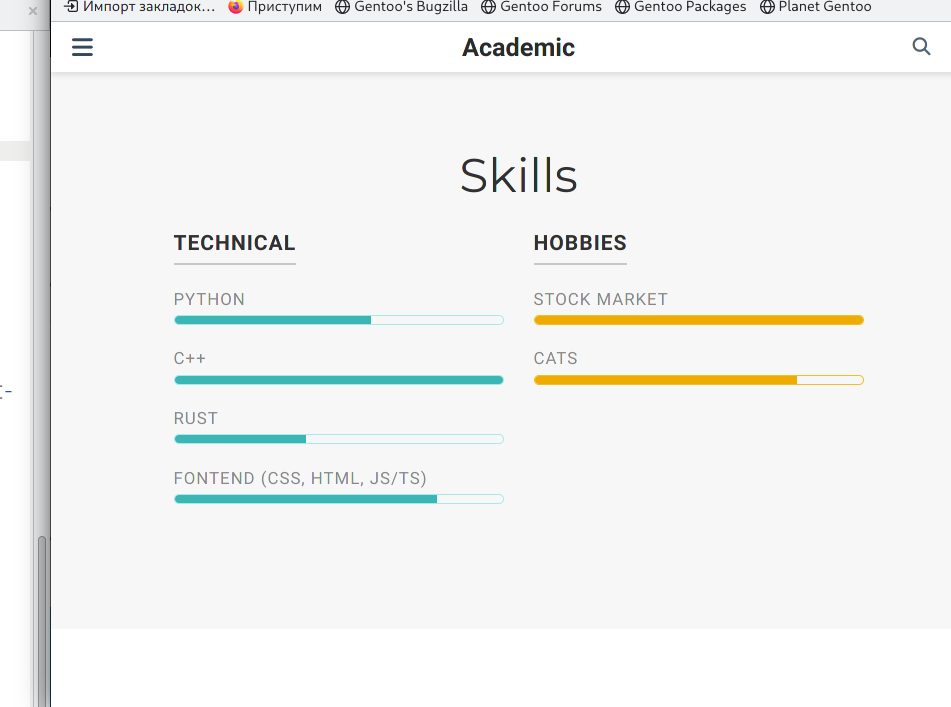 Импорт закладок… Приступим Gentoo's Bugzilla Gentoo Forums Gentoo Packages Planet Gentoo
Academic
Skills
TECHNICAL
PYTHON
C++
RUST
FONTEND (CSS, HTML, JS/TS)
HOBBIES
STOCK MARKET
CATS